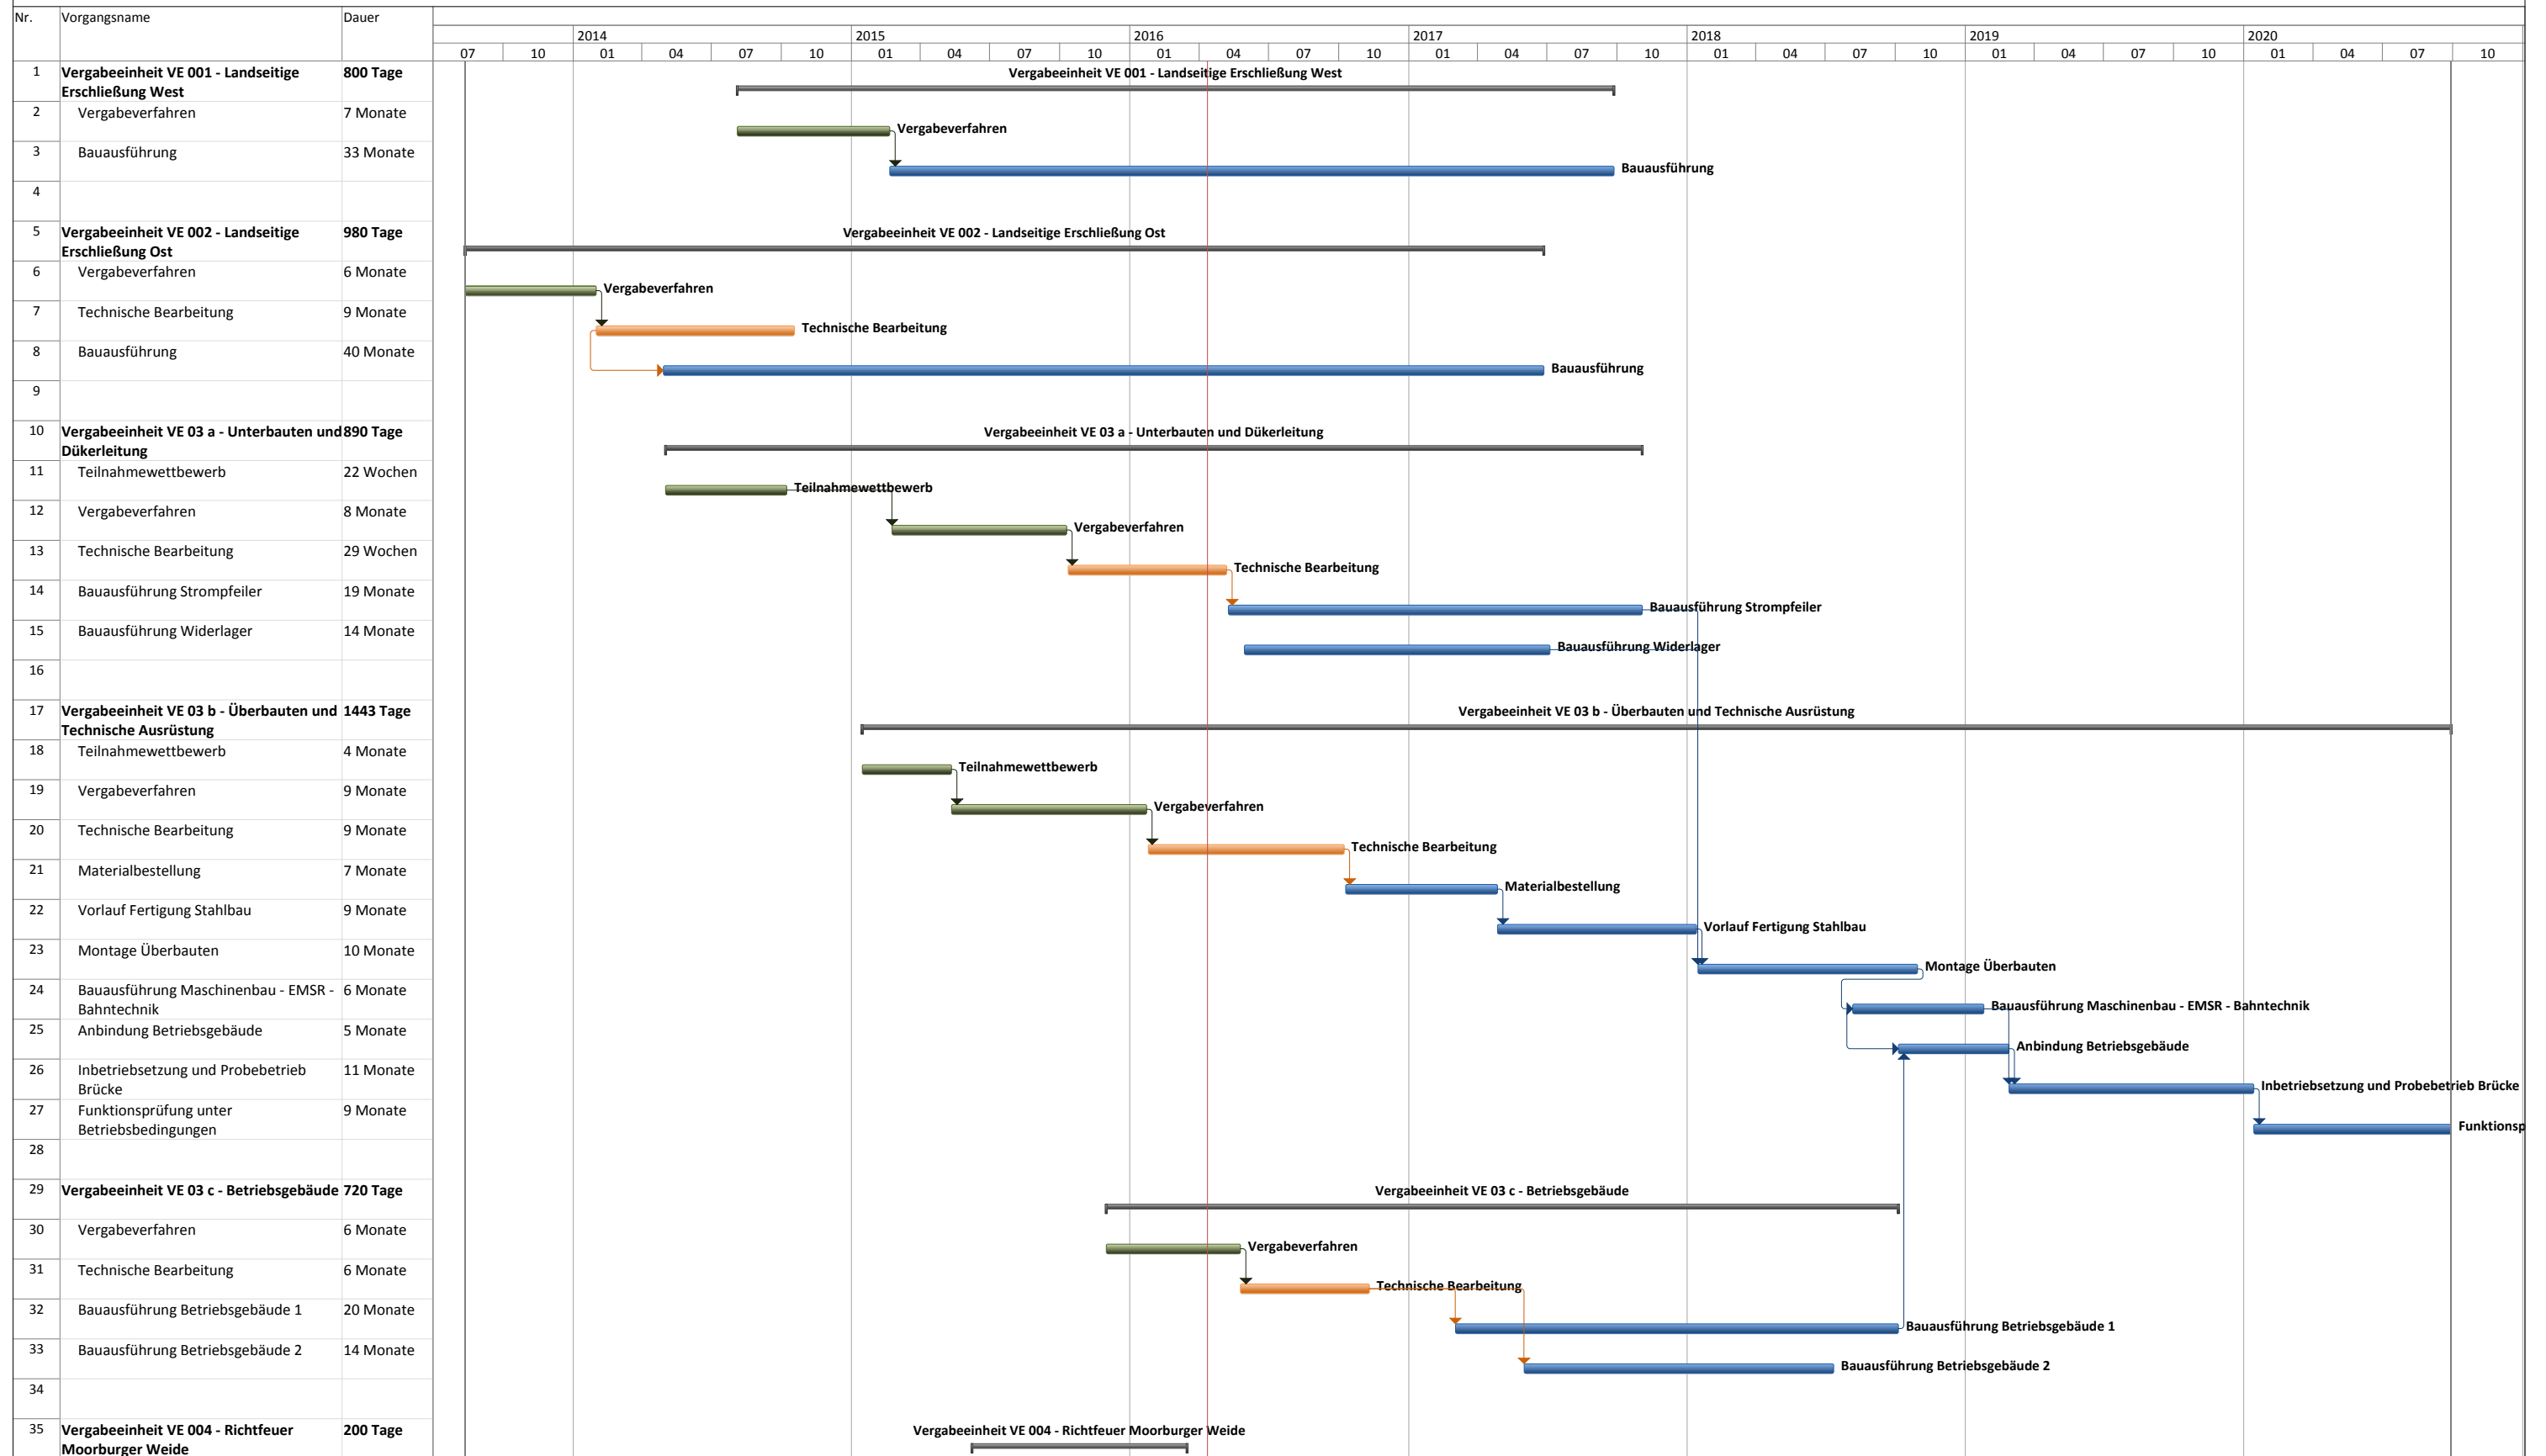 Nr. Vorgangsname Dauer
2014 2015 2016 2017 2018 2019 2020
07 10 01 04 07 10 01 04 07 10 01 04 07 10 01 04 07 10 01 04 07 10 01 04 07 10 01 04 07 10
1 Vergabeeinheit VE 001 - Landseitige 800 Tage Vergabeeinheit VE 001 - Landseitige Erschließung West
Erschließung West
2 Vergabeverfahren 7 Monate Vergabeverfahren
3 Bauausführung 33 Monate Bauausführung
4
5 Vergabeeinheit VE 002 - Landseitige 980 Tage Vergabeeinheit VE 002 - Landseitige Erschließung Ost
Erschließung Ost
6 Vergabeverfahren 6 Monate Vergabeverfahren
7 Technische Bearbeitung 9 Monate Technische Bearbeitung
8 Bauausführung 40 Monate Bauausführung
9
10 Vergabeeinheit VE 03 a - Unterbauten und 890 Tage Vergabeeinheit VE 03 a - Unterbauten und Dükerleitung
Dükerleitung
11 Teilnahmewettbewerb 22 Wochen Teilnahmewettbewerb
12 Vergabeverfahren 8 Monate Vergabeverfahren
13 Technische Bearbeitung 29 Wochen Technische Bearbeitung
14 Bauausführung Strompfeiler 19 Monate Bauausführung Strompfeiler
15 Bauausführung Widerlager 14 Monate Bauausführung Widerlager
16
17 Vergabeeinheit VE 03 b - Überbauten und 1443 Tage Vergabeeinheit VE 03 b - Überbauten und Technische Ausrüstung
Technische Ausrüstung
18 Teilnahmewettbewerb 4 Monate Teilnahmewettbewerb
19 Vergabeverfahren 9 Monate Vergabeverfahren
20 Technische Bearbeitung 9 Monate Technische Bearbeitung
21 Materialbestellung 7 Monate Materialbestellung
22 Vorlauf Fertigung Stahlbau 9 Monate Vorlauf Fertigung Stahlbau
23 Montage Überbauten 10 Monate Montage Überbauten
24 Bauausführung Maschinenbau - EMSR - 6 Monate Bauausführung Maschinenbau - EMSR - Bahntechnik
Bahntechnik
25 Anbindung Betriebsgebäude 5 Monate Anbindung Betriebsgebäude
26 Inbetriebsetzung und Probebetrieb 11 Monate Inbetriebsetzung und Probebetrieb Brücke
Brücke
27 Funktionsprüfung unter 9 Monate Funktionsp
Betriebsbedingungen
28
29 Vergabeeinheit VE 03 c - Betriebsgebäude 720 Tage Vergabeeinheit VE 03 c - Betriebsgebäude
30 Vergabeverfahren 6 Monate Vergabeverfahren
31 Technische Bearbeitung 6 Monate Technische Bearbeitung
32 Bauausführung Betriebsgebäude 1 20 Monate Bauausführung Betriebsgebäude 1
33 Bauausführung Betriebsgebäude 2 14 Monate Bauausführung Betriebsgebäude 2
34
35 Vergabeeinheit VE 004 - Richtfeuer 200 Tage Vergabeeinheit VE 004 - Richtfeuer Moorburger Weide
Moorburger Weide